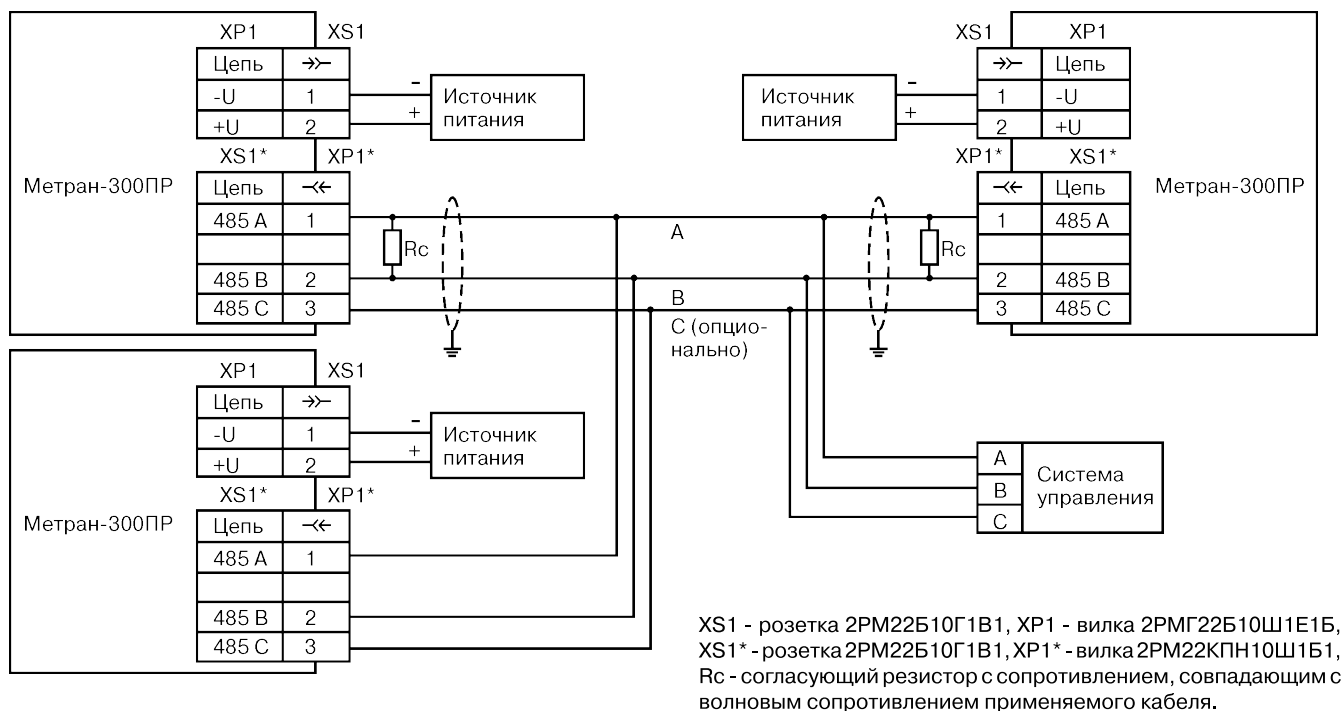 XP1 XS1
Цепь
-U 1
+U 2
XS1* XP1*
Метран-300ПР
Цепь
485 A 1
485 B 2
485 C 3
-
+
Источник
питания
Rc
A
B
C (опцио-
нально)
XS1 XP1
Цепь
1 -U
2 +U
XP1* XS1*
Цепь
1 485 A
2 485 B
3 485 C
Метран-300ПР
-
+
Источник
питания
Rc
XP1 XS1
Цепь
-U 1
+U 2
XS1* XP1*
Метран-300ПР
Цепь
485 A 1
485 B 2
485 C 3
-
+
Источник
питания
A
B
C
Система
управления
XS1 - розетка 2РМ22Б10Г1В1, XP1 - вилка 2РМГ22Б10Ш1Е1Б,
XS1* - розетка 2РМ22Б10Г1В1, XP1* - вилка 2РМ22КПН10Ш1Б1,
Rc - согласующий резистор с сопротивлением, совпадающим с
волновым сопротивлением применяемого кабеля.